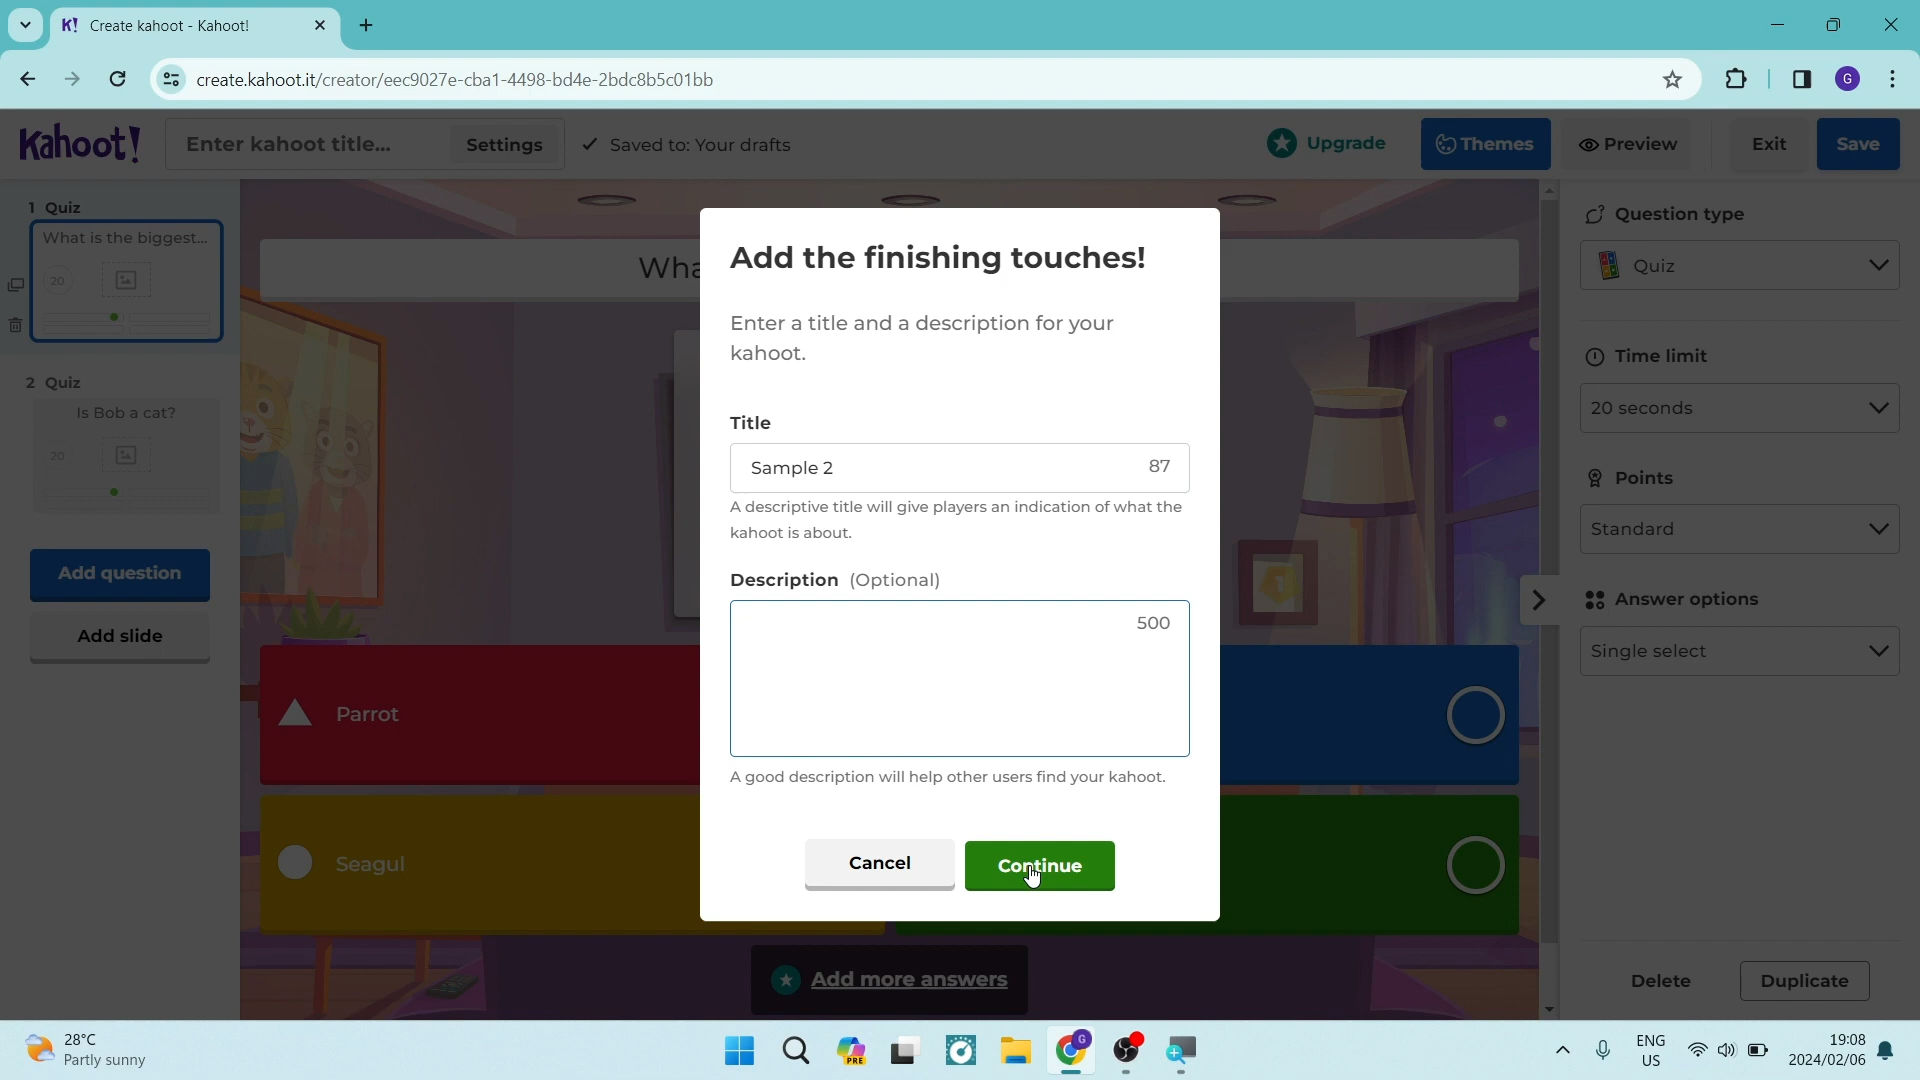 Create kahoot - Kahoot!
create.kahoot.it/creator/eec9027e-cba1-4498-bd4e-2bdc8b5c01bb
G
Kahoot!
Enter kahoot title...
Settings
Saved to: Your drafts
Upgrade
Themes
Preview
Exit
Save
1 Quiz
What is the biggest...
20
2 Quiz
Is Bob a cat?
20
Add question
Add slide
Wha
Parrot
Seagul
Add more answers
Add the finishing touches!
Enter a title and a description for your
kahoot.
Title
Sample 2
87
A descriptive title will give players an indication of what the
kahoot is about.
Description (Optional)
500
A good description will help other users find your kahoot.
Cancel
Continue
Question type
Quiz
Time limit
20 seconds
Points
Standard
Answer options
Single select
Delete
Duplicate
28°C
Partly sunny
PRE
G
ENG
US
19:08
2024/02/06